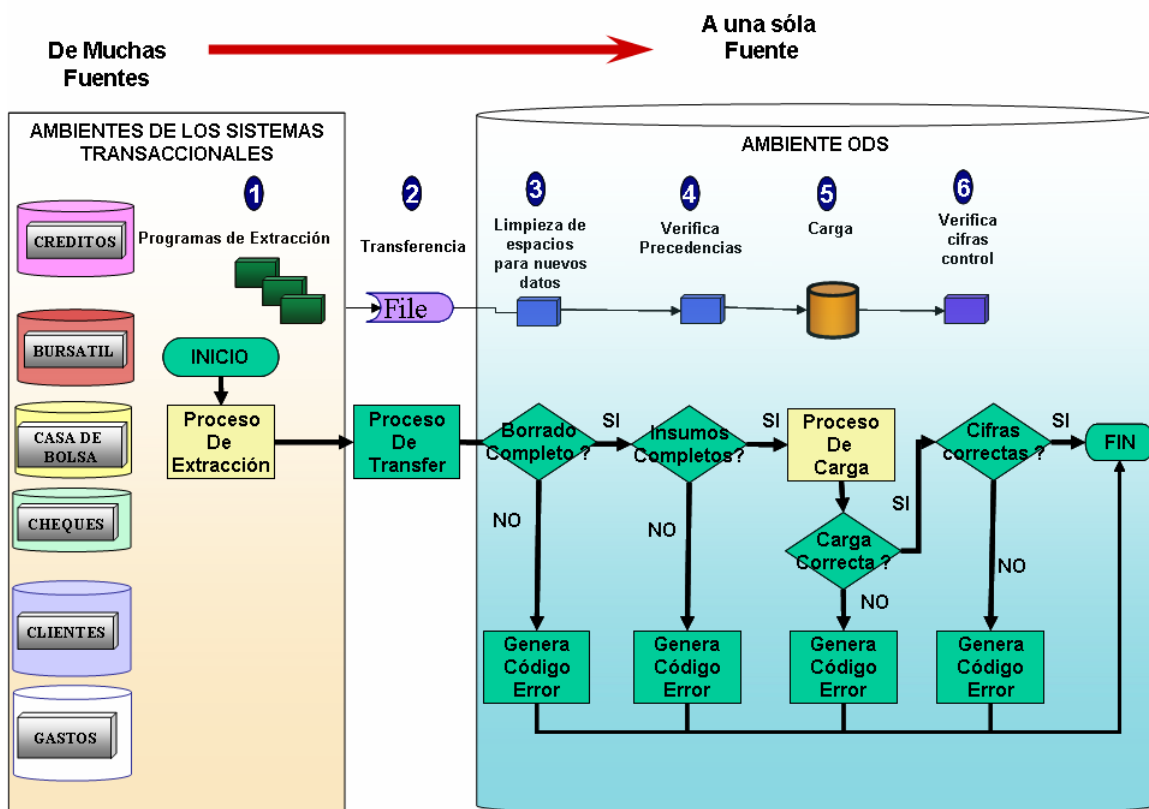 De Muchas
Fuentes
A una sóla
Fuente
AMBIENTES DE LOS SISTEMAS
TRANSACCIONALES
AMBIENTE ODS
1
2
3
4
5
6
Programas de Extracción
Transferencia
Limpieza de
espacios
para nuevos
datos
Verifica
Precedencias
Carga
Verifica
cifras
control
File
CREDITOS
BURSATIL
CASA DE
BOLSA
CHEQUES
CLIENTES
GASTOS
INICIO
Proceso
De
Extracción
Proceso
De
Transfer
Borrado
Completo ?
SI
NO
Insumos
Completos?
SI
NO
Proceso
De
Carga
Carga
Correcta ?
SI
NO
Cifras
correctas ?
SI
NO
FIN
Genera
Código
Error
Genera
Código
Error
Genera
Código
Error
Genera
Código
Error